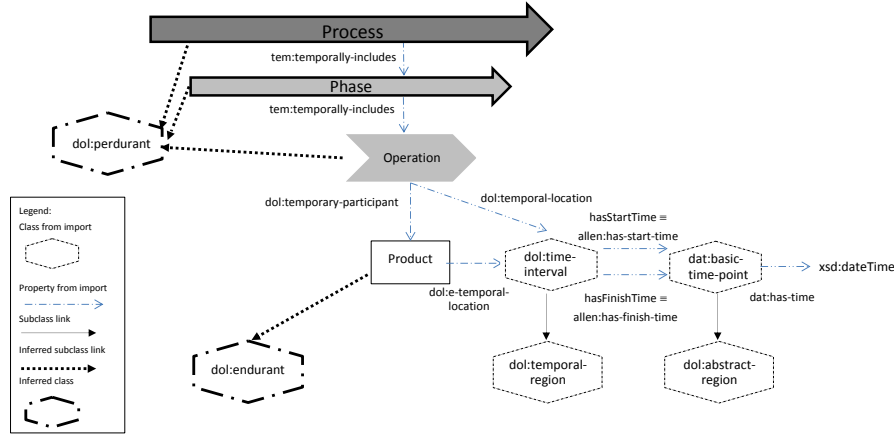 Process
tem:temporally-includes
Phase
tem:temporally-includes
dol:perdurant
Operation
dol:temporary-participant
dol:temporal-location
hasStartTime ≡
allen:has-start-time
Product
dol:time-
interval
dat:basic-
time-point
xsd:dateTime
dol:e-temporal-
location
hasFinishTime ≡
allen:has-finish-time
dat:has-time
dol:endurant
dol:temporal-
region
dol:abstract-
region
Legend:
Class from import
Property from import
Subclass link
Inferred subclass link
Inferred class